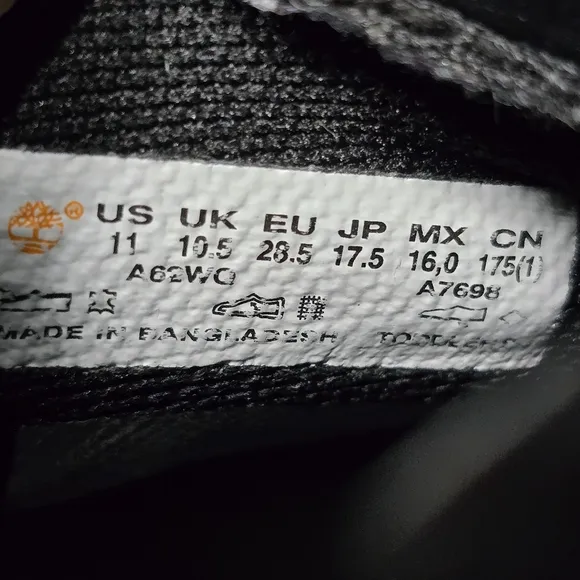 ® US UK EU JP MX CN
11 10.5 28.5 17.5 16,0 175(1)
A62WQ A7698
MADE IN BANGLADESH